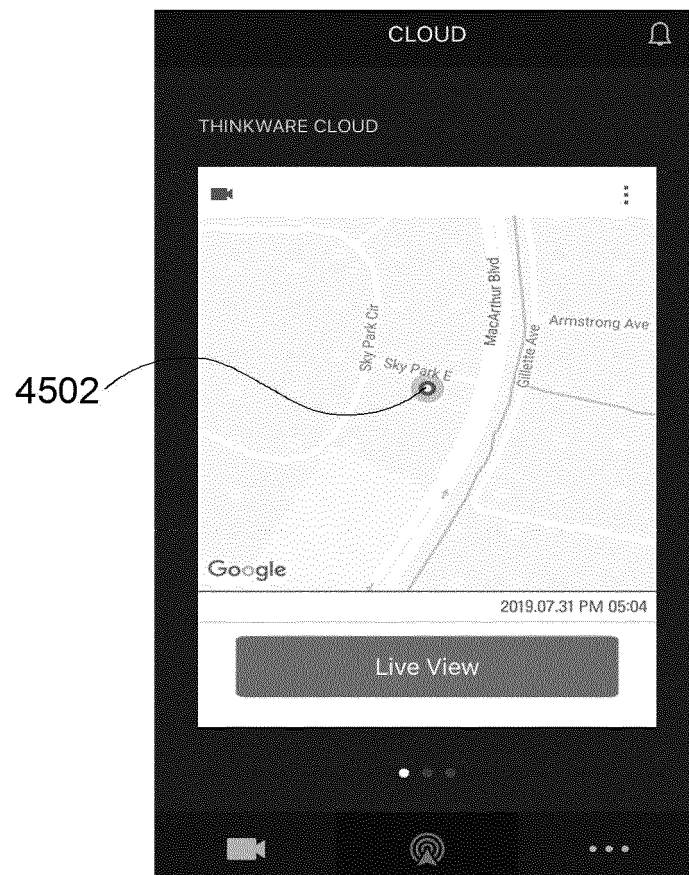 CLOUD
THINKWARE CLOUD
Sky Park Cir
MacArthur Blvd
Armstrong Ave
Gillette Ave
Sky Park E
4502
Google
2019.07.31 PM 05:04
Live View